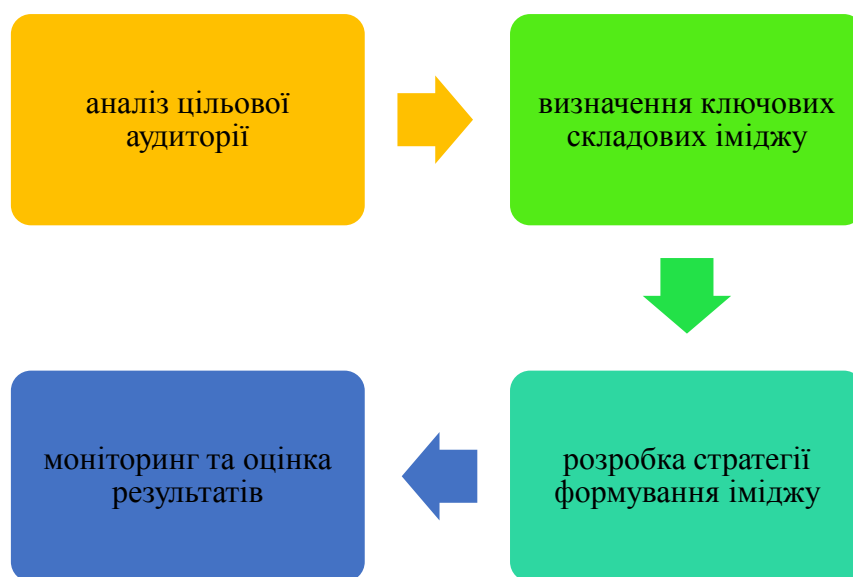 аналіз цільової
аудиторії
визначення ключових
складових іміджу
розробка стратегії
формування іміджу
моніторинг та оцінка
результатів